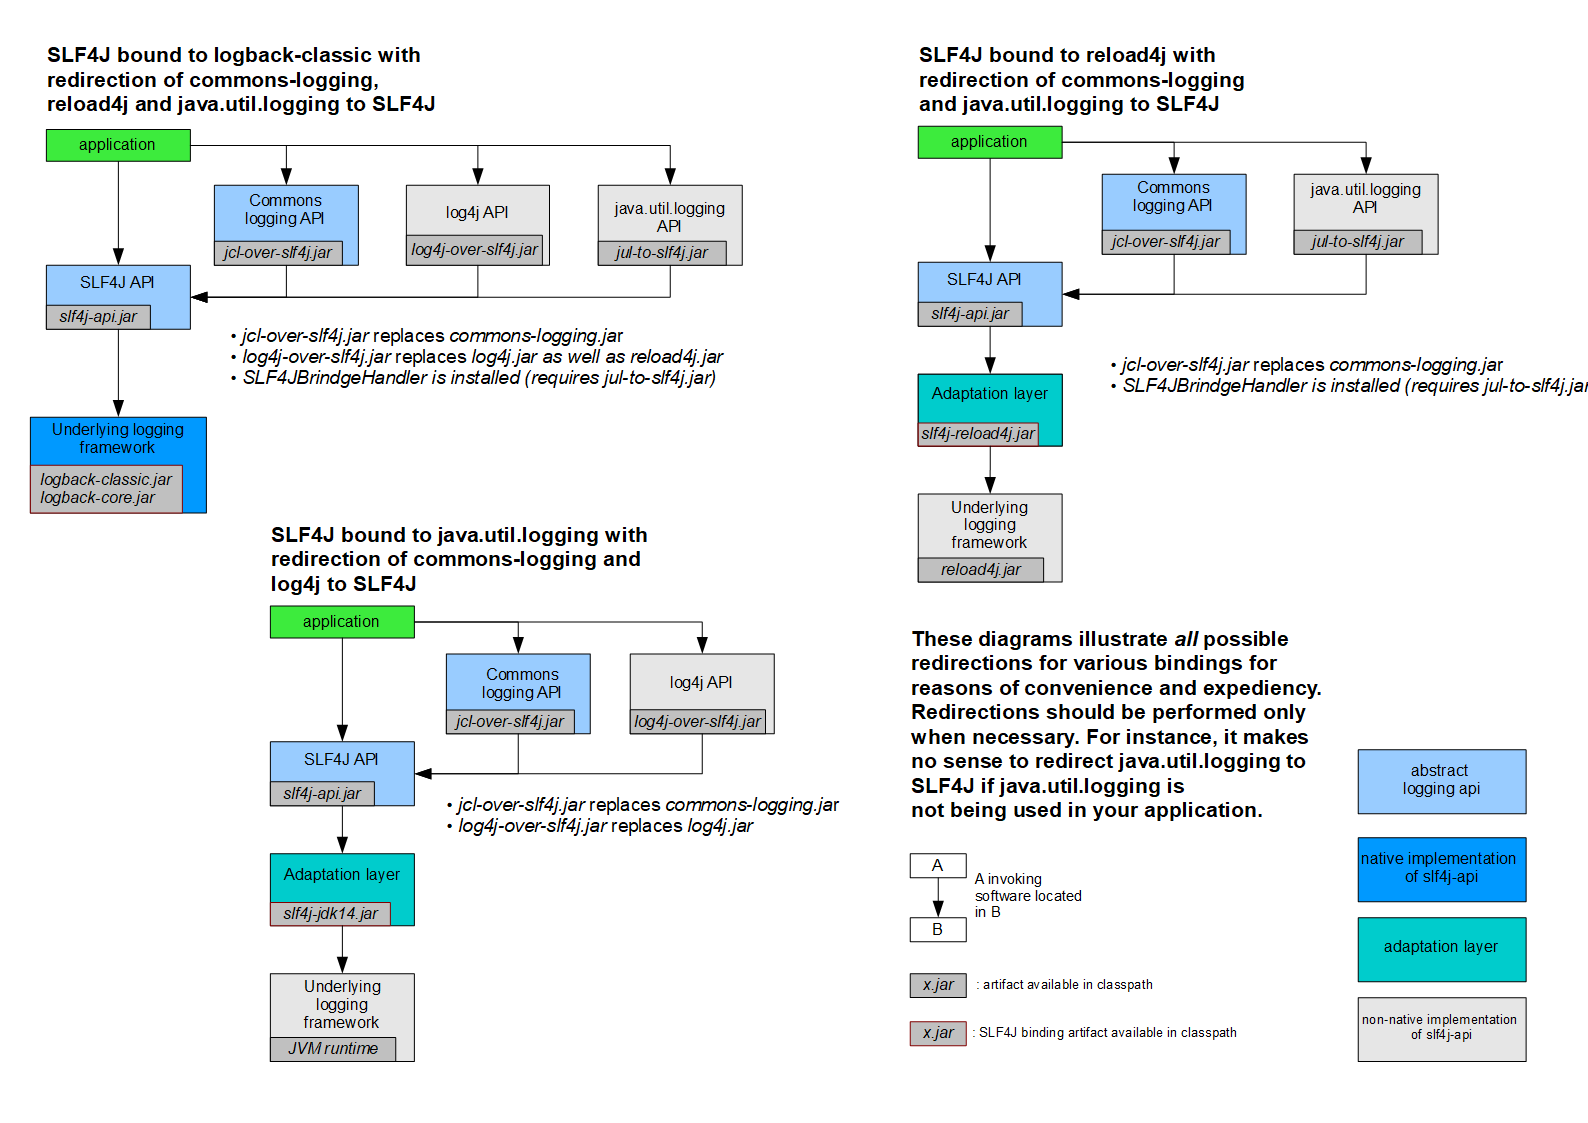 SLF4J bound to logback-classic with
redirection of commons-logging,
reload4j and java.util.logging to SLF4J
application
Commons
logging API
jcl-over-slf4j.jar
log4j API
log4j-over-slf4j.jar
java.util.logging
API
jul-to-slf4j.jar
SLF4J API
slf4j-api.jar
• jcl-over-slf4j.jar replaces commons-logging.jar
• log4j-over-slf4j.jar replaces log4j.jar as well as reload4j.jar
• SLF4JBrindgeHandler is installed (requires jul-to-slf4j.jar)
Underlying logging
framework
logback-classic.jar
logback-core.jar
SLF4J bound to reload4j with
redirection of commons-logging
and java.util.logging to SLF4J
application
Commons
logging API
jcl-over-slf4j.jar
java.util.logging
API
jul-to-slf4j.jar
SLF4J API
slf4j-api.jar
• jcl-over-slf4j.jar replaces commons-logging.jar
• SLF4JBrindgeHandler is installed (requires jul-to-slf4j.jar
Adaptation layer
slf4j-reload4j.jar
Underlying
logging
framework
reload4j.jar
SLF4J bound to java.util.logging with
redirection of commons-logging and
log4j to SLF4J
application
Commons
logging API
jcl-over-slf4j.jar
log4j API
log4j-over-slf4j.jar
SLF4J API
slf4j-api.jar
• jcl-over-slf4j.jar replaces commons-logging.jar
• log4j-over-slf4j.jar replaces log4j.jar
Adaptation layer
slf4j-jdk14.jar
Underlying
logging
framework
JVM runtime
These diagrams illustrate all possible
redirections for various bindings for
reasons of convenience and expediency.
Redirections should be performed only
when necessary. For instance, it makes
no sense to redirect java.util.logging to
SLF4J if java.util.logging is
not being used in your application.
A
A invoking
software located
in B
B
x.jar : artifact available in classpath
x.jar : SLF4J binding artifact available in classpath
abstract
logging api
native implementation
of slf4j-api
adaptation layer
non-native implementation
of slf4j-api